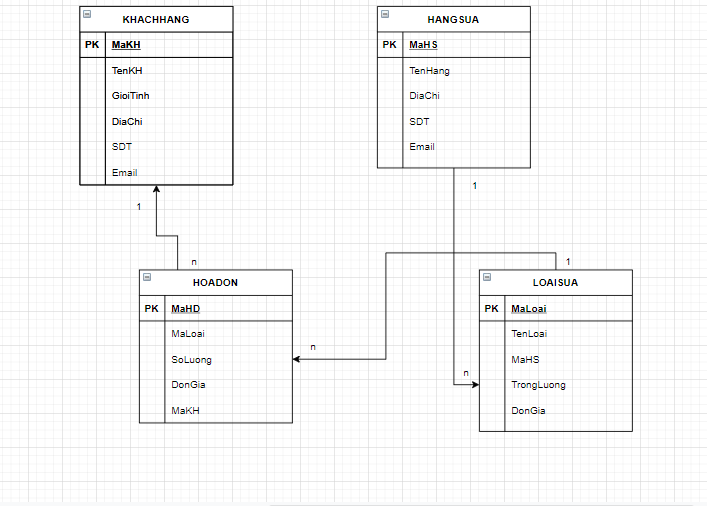 KHACHHANG
PK MaKH
TenKH
GioiTinh
DiaChi
SDT
Email
HANGSUA
PK MaHS
TenHang
DiaChi
SDT
Email
1
1
n
1
HOADON
PK MaHD
MaLoai
SoLuong
DonGia
MaKH
n
n
LOAISUA
PK MaLoai
TenLoai
MaHS
TrongLuong
DonGia